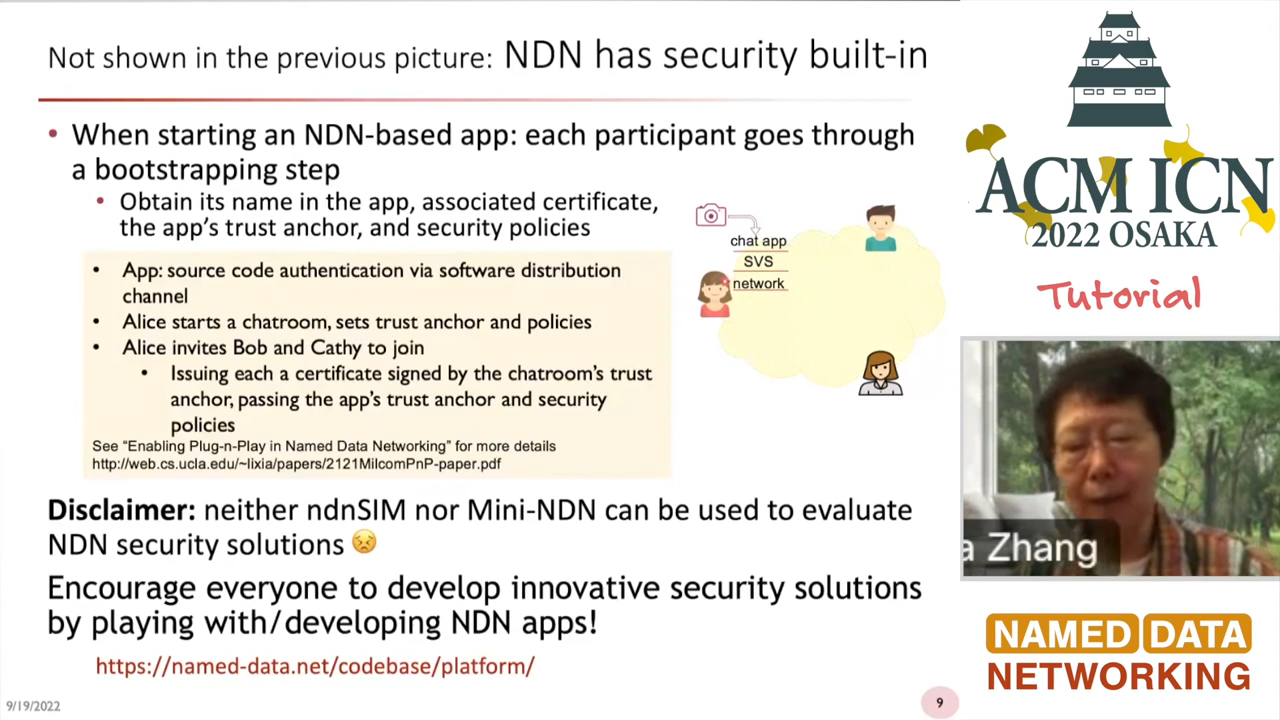 Not shown in the previous picture: NDN has security built-in
• When starting an NDN-based app: each participant goes through
a bootstrapping step
• Obtain its name in the app, associated certificate,
the app's trust anchor, and security policies
• App: source code authentication via software distribution
channel
• Alice starts a chatroom, sets trust anchor and policies
• Alice invites Bob and Cathy to join
• Issuing each a certificate signed by the chatroom's trust
anchor, passing the app's trust anchor and security
policies
See "Enabling Plug-n-Play in Named Data Networking" for more details
http://web.cs.ucla.edu/~lixia/papers/2121MilcomPnP-paper.pdf
chat app
SVS
network
Disclaimer: neither ndnSIM nor Mini-NDN can be used to evaluate
NDN security solutions
Encourage everyone to develop innovative security solutions
by playing with/developing NDN apps!
https://named-data.net/codebase/platform/
9/19/2022
9
ACM ICN
2022 OSAKA
Tutorial
a Zhang
NAMED DATA
NETWORKING